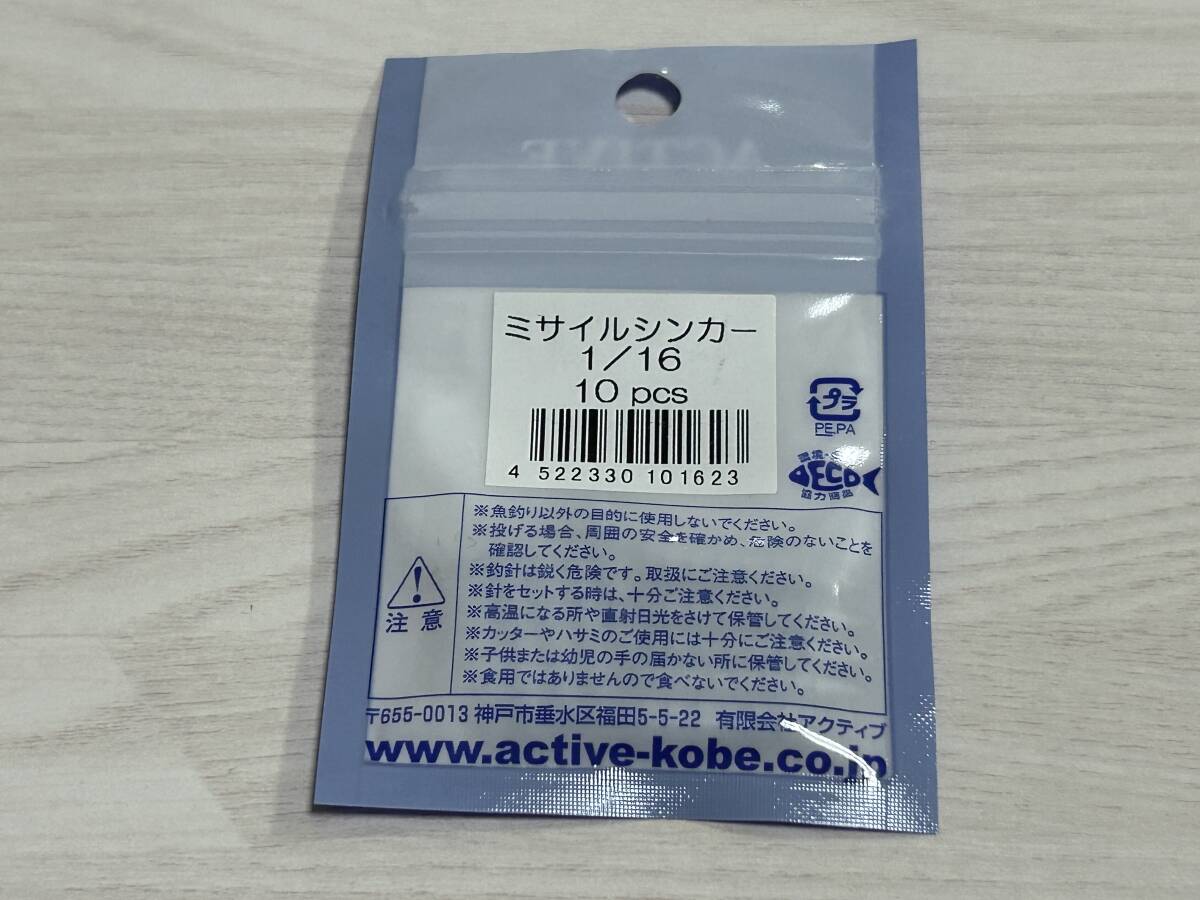 ACTIVE
ミサイルシンカー
1/16
10 pcs
4 522330 101623
プラ
PE,PA
環境・
ECO
協力商品
注意
※魚釣り以外の目的に使用しないでください。
※投げる場合、周囲の安全を確かめ、危険のないことを
確認してください。
※釣針は鋭く危険です。取扱にご注意ください。
※針をセットする時は、十分ご注意ください。
※高温になる所や直射日光をさけて保管してください。
※カッターやハサミのご使用には十分にご注意ください。
※子供または幼児の手の届かない所に保管してください。
※食用ではありませんので食べないでください。
〒655-0013 神戸市垂水区福田5-5-22 有限会社アクティブ
www.active-kobe.co.jp